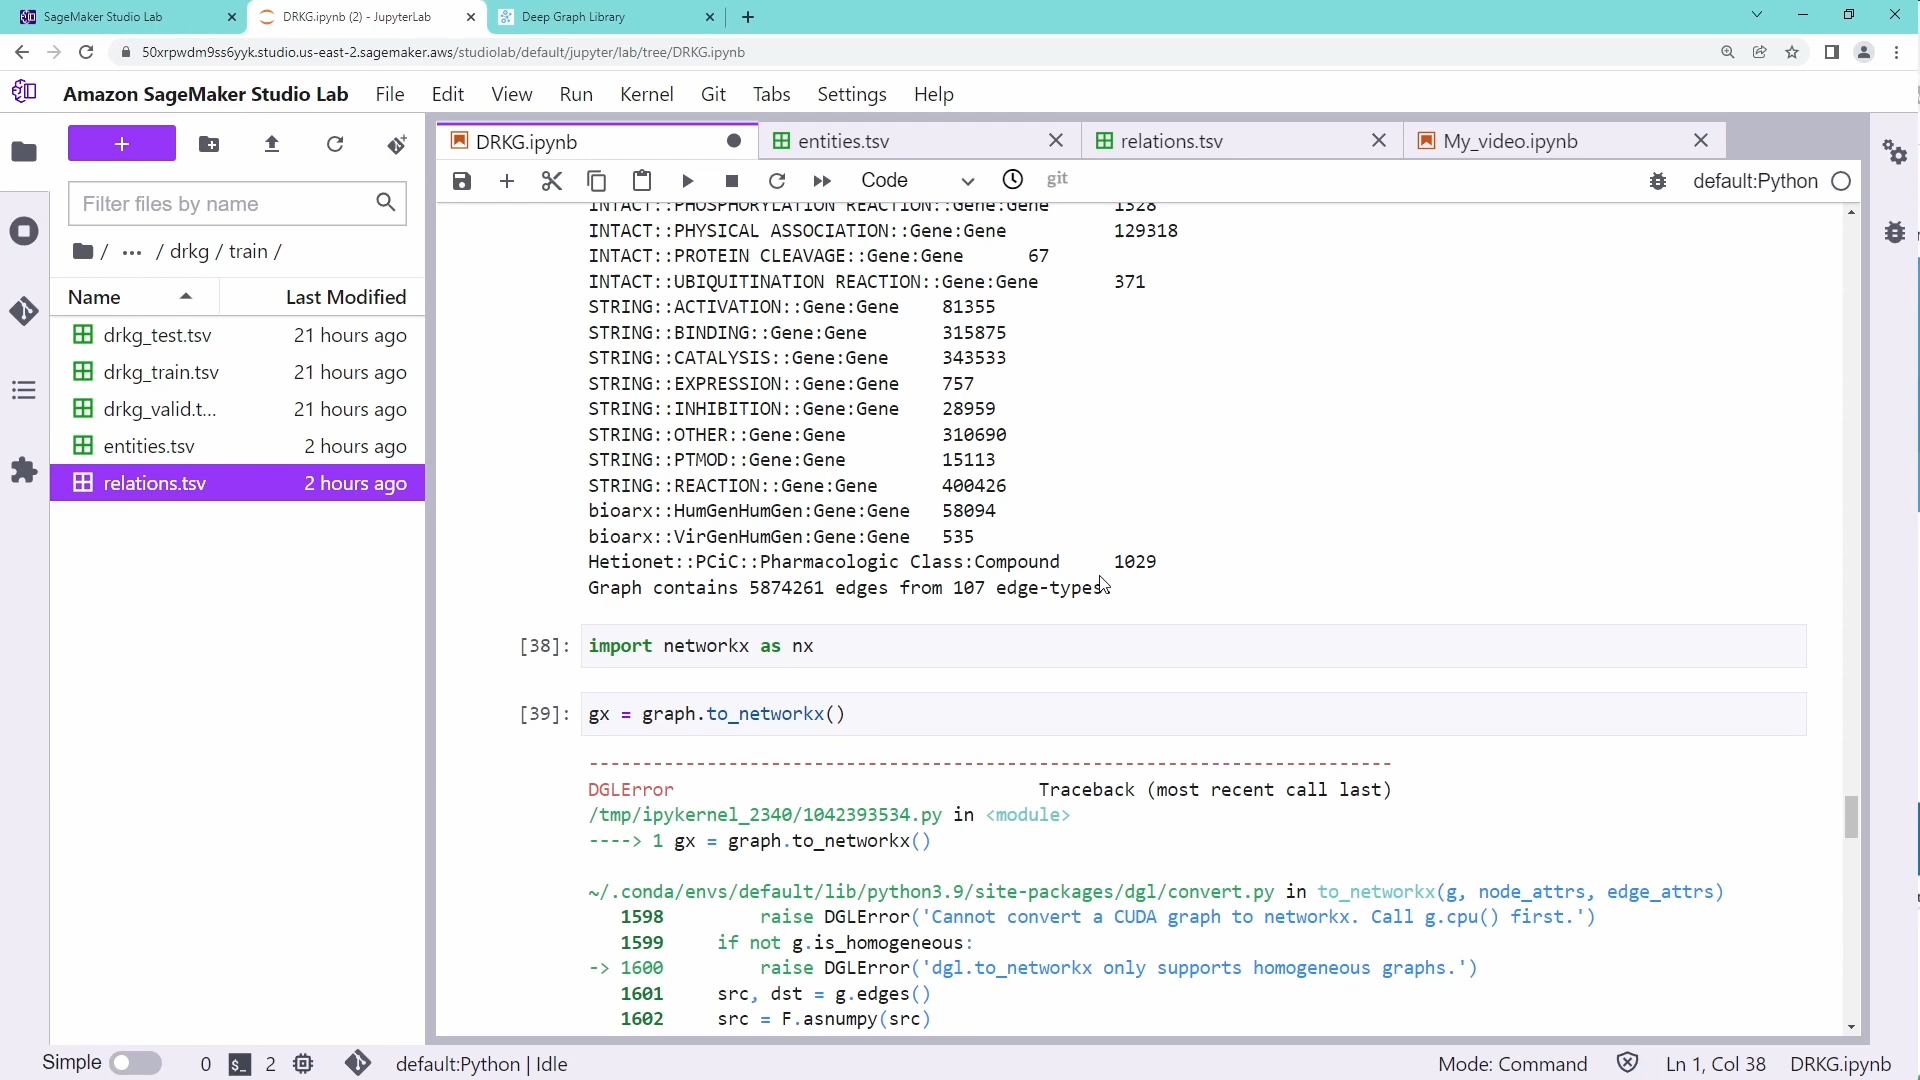 SageMaker Studio Lab
DRKG.ipynb (2) - JupyterLab
Deep Graph Library
50xrpwdm9ss6yyk.studio.us-east-2.sagemaker.aws/studiolab/default/jupyter/lab/tree/DRKG.ipynb
Amazon SageMaker Studio Lab File Edit View Run Kernel Git Tabs Settings Help
DRKG.ipynb
entities.tsv
relations.tsv
My_video.ipynb
Code
git
default:Python
Filter files by name
/ ... / drkg / train /
Name Last Modified
drkg_test.tsv 21 hours ago
drkg_train.tsv 21 hours ago
drkg_valid.t... 21 hours ago
entities.tsv 2 hours ago
relations.tsv 2 hours ago
INTACT::PHOSPHORYLATION REACTION::Gene:Gene 1328
INTACT::PHYSICAL ASSOCIATION::Gene:Gene 129318
INTACT::PROTEIN CLEAVAGE::Gene:Gene 67
INTACT::UBIQUITINATION REACTION::Gene:Gene 371
STRING::ACTIVATION::Gene:Gene 81355
STRING::BINDING::Gene:Gene 315875
STRING::CATALYSIS::Gene:Gene 343533
STRING::EXPRESSION::Gene:Gene 757
STRING::INHIBITION::Gene:Gene 28959
STRING::OTHER::Gene:Gene 310690
STRING::PTMOD::Gene:Gene 15113
STRING::REACTION::Gene:Gene 400426
bioarx::HumGenHumGen:Gene:Gene 58094
bioarx::VirGenHumGen:Gene:Gene 535
Hetionet::PCiC::Pharmacologic Class:Compound 1029
Graph contains 5874261 edges from 107 edge-types
[38]: import networkx as nx
[39]: gx = graph.to_networkx()
---------------------------------------------------------------------------
DGLError Traceback (most recent call last)
/tmp/ipykernel_2340/1042393534.py in <module>
----> 1 gx = graph.to_networkx()
~/.conda/envs/default/lib/python3.9/site-packages/dgl/convert.py in to_networkx(g, node_attrs, edge_attrs)
1598 raise DGLError('Cannot convert a CUDA graph to networkx. Call g.cpu() first.')
1599 if not g.is_homogeneous:
-> 1600 raise DGLError('dgl.to_networkx only supports homogeneous graphs.')
1601 src, dst = g.edges()
1602 src = F.asnumpy(src)
Simple 0 $_ 2 default:Python | Idle Mode: Command Ln 1, Col 38 DRKG.ipynb